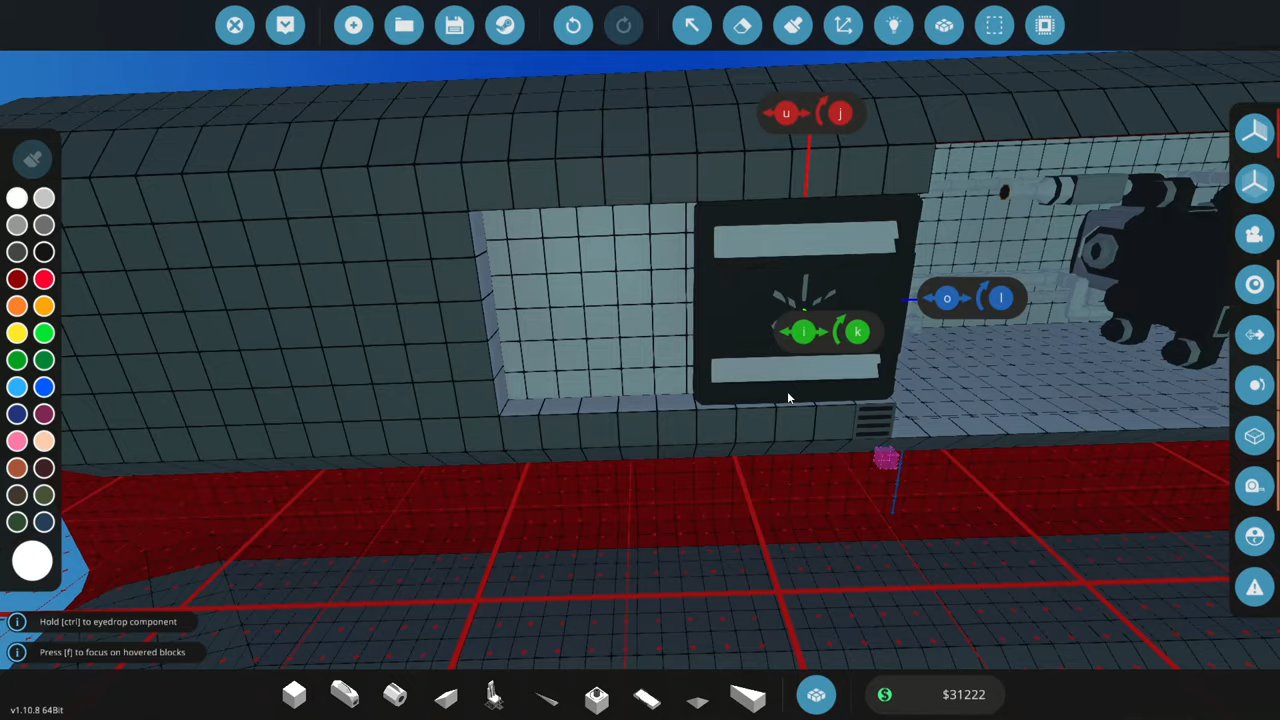 u j
o l
i k
Hold [ctrl] to eyedrop component
Press [f] to focus on hovered blocks
v1.10.8 64Bit
$ $31222